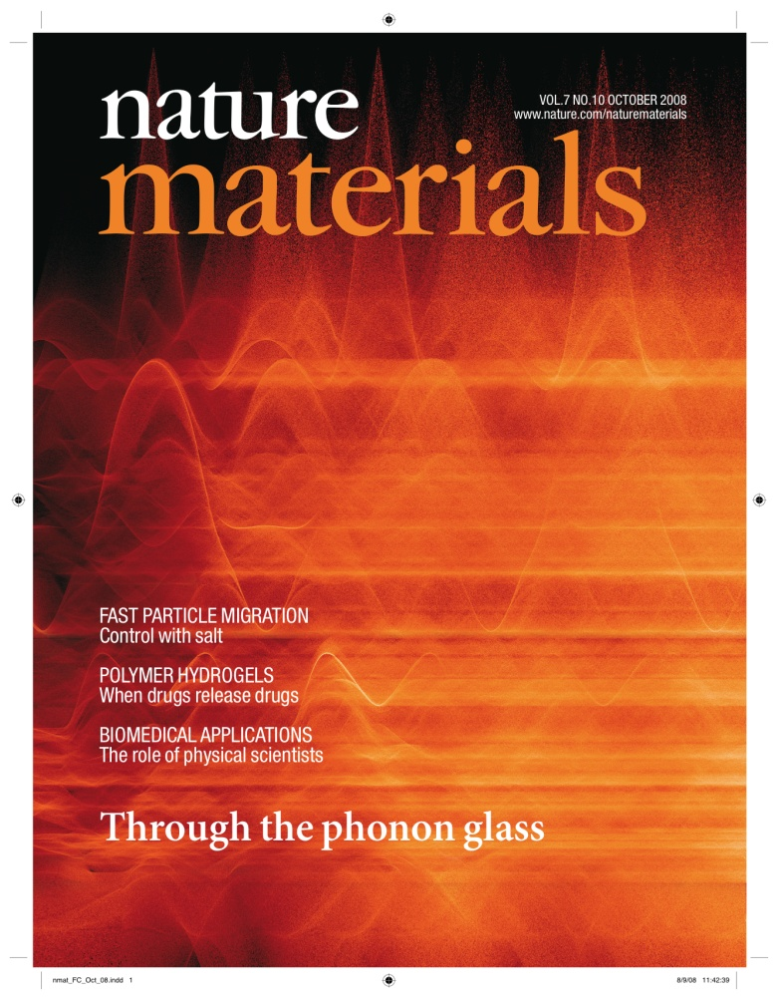 nature
VOL.7 NO.10 OCTOBER 2008
www.nature.com/naturematerials
materials
FAST PARTICLE MIGRATION
Control with salt
POLYMER HYDROGELS
When drugs release drugs
BIOMEDICAL APPLICATIONS
The role of physical scientists
Through the phonon glass
nmat_FC_Oct_08.indd 1
8/9/08 11:42:39